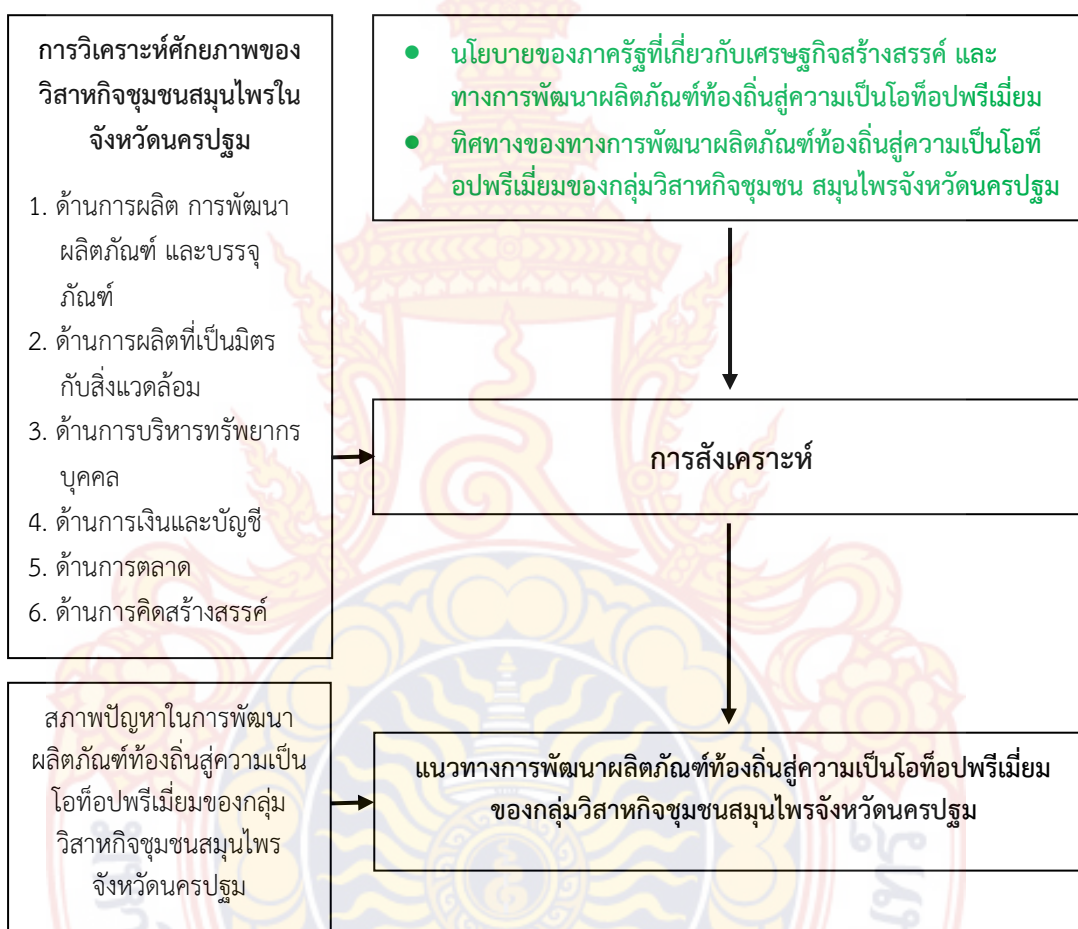 การวิเคราะห์ศักยภาพของ
วิสาหกิจชุมชนสมุนไพรใน
จังหวัดนครปฐม
1. ด้านการผลิต การพัฒนา
ผลิตภัณฑ์ และบรรจุ
ภัณฑ์
2. ด้านการผลิตที่เป็นมิตร
กับสิ่งแวดล้อม
3. ด้านการบริหารทรัพยากร
บุคคล
4. ด้านการเงินและบัญชี
5. ด้านการตลาด
6. ด้านการคิดสร้างสรรค์
● นโยบายของภาครัฐที่เกี่ยวกับเศรษฐกิจสร้างสรรค์ และ
ทางการพัฒนาผลิตภัณฑ์ท้องถิ่นสู่ความเป็นโอท็อปพรีเมี่ยม
● ทิศทางของทางการพัฒนาผลิตภัณฑ์ท้องถิ่นสู่ความเป็นโอท็
อปพรีเมี่ยมของกลุ่มวิสาหกิจชุมชน สมุนไพรจังหวัดนครปฐม
การสังเคราะห์
สภาพปัญหาในการพัฒนา
ผลิตภัณฑ์ท้องถิ่นสู่ความเป็น
โอท็อปพรีเมี่ยมของกลุ่ม
วิสาหกิจชุมชนสมุนไพร
จังหวัดนครปฐม
แนวทางการพัฒนาผลิตภัณฑ์ท้องถิ่นสู่ความเป็นโอท็อปพรีเมี่ยม
ของกลุ่มวิสาหกิจชุมชนสมุนไพรจังหวัดนครปฐม